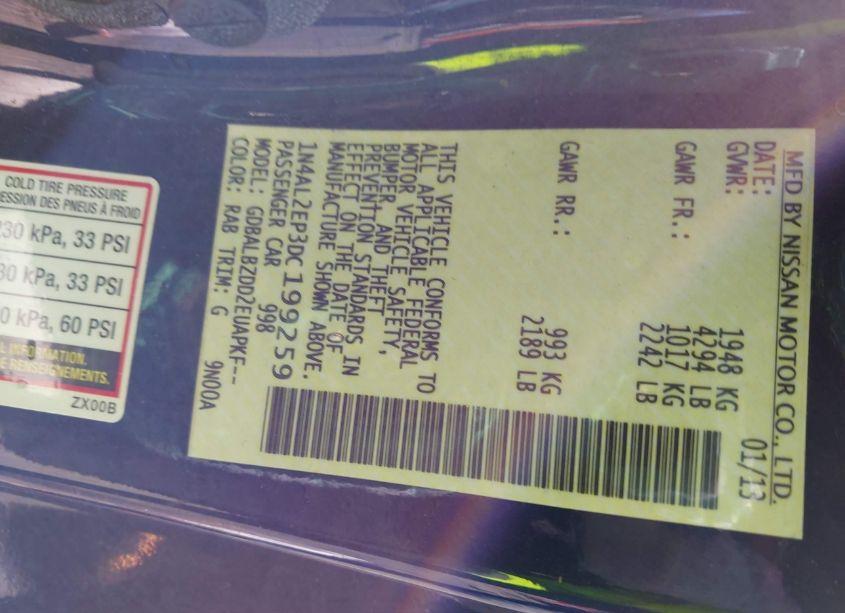 MFD BY NISSAN MOTOR CO., LTD.
DATE: 01/13
GVWR: 1948 KG
4294 LB
GAWR FR.: 1017 KG
2242 LB
GAWR RR.: 993 KG
2189 LB
THIS VEHICLE CONFORMS TO
ALL APPLICABLE FEDERAL
MOTOR VEHICLE SAFETY,
BUMPER, AND THEFT
PREVENTION STANDARDS IN
EFFECT ON THE DATE OF
MANUFACTURE SHOWN ABOVE.
1N4AL2EP3DC199259
PASSENGER CAR 998
MODEL: GDBALBZDD2EUAPKF--
COLOR: RAB TRIM: G 9N00A
COLD TIRE PRESSURE
ESSION DES PNEUS À FROID
230 kPa, 33 PSI
30 kPa, 33 PSI
0 kPa, 60 PSI
INFORMATION.
RENSEIGNEMENTS.
ZX00B